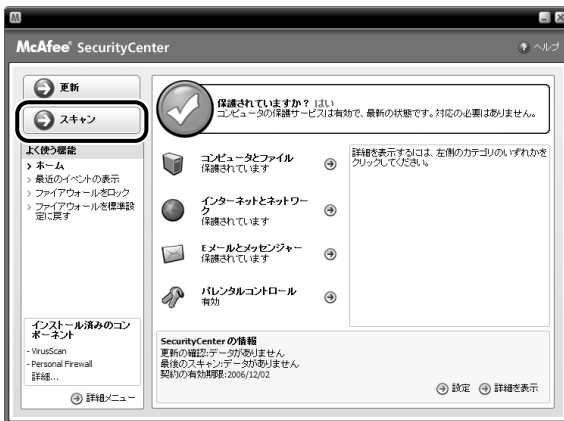 McAfee® SecurityCenter
ヘルプ
更新
スキャン
よく使う機能
ホーム
最近のイベントの表示
ファイアウォールをロック
ファイアウォールを標準設
定に戻す
インストール済みのコン
ポーネント
- VirusScan
- Personal Firewall
詳細...
詳細メニュー
保護されていますか? はい
コンピュータの保護サービスは有効で、最新の状態です。対応の必要はありません。
コンピュータとファイル
保護されています
インターネットとネットワー
ク
保護されています
Eメールとメッセンジャー
保護されています
ペアレンタルコントロール
有効
詳細を表示するには、左側のカテゴリのいずれかを
クリックしてください。
SecurityCenter の情報
更新の確認:データがありません
最後のスキャン:データがありません
契約の有効期限:2006/12/02
設定
詳細を表示